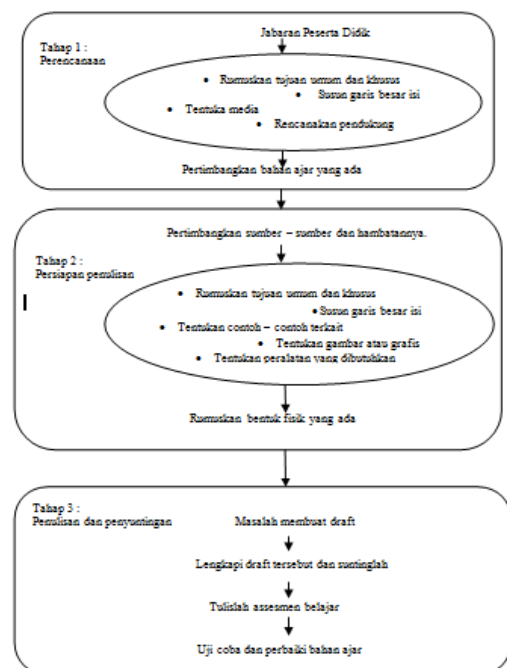 Jabaran Peserta Didik
Tahap 1 :
Perencanaan
• Rumuskan tujuan umum dan khusus
• Susun garis besar isi
• Tentuka media
• Rencanakan pendukung
Pertimbangkan bahan ajar yang ada
Pertimbangkan sumber – sumber dan hambatannya.
Tahap 2 :
Persiapan penulisan
• Rumuskan tujuan umum dan khusus
• Susun garis besar isi
• Tentukan contoh – contoh terkait
• Tentukan gambar atau grafis
• Tentukan peralatan yang dibutuhkan
Rumuskan bentuk fisik yang ada
Tahap 3 :
Penulisan dan penyuntingan
Masalah membuat draft
Lengkapi draft tersebut dan suntinglah
Tulislah assesmen belajar
Uji coba dan perbaiki bahan ajar